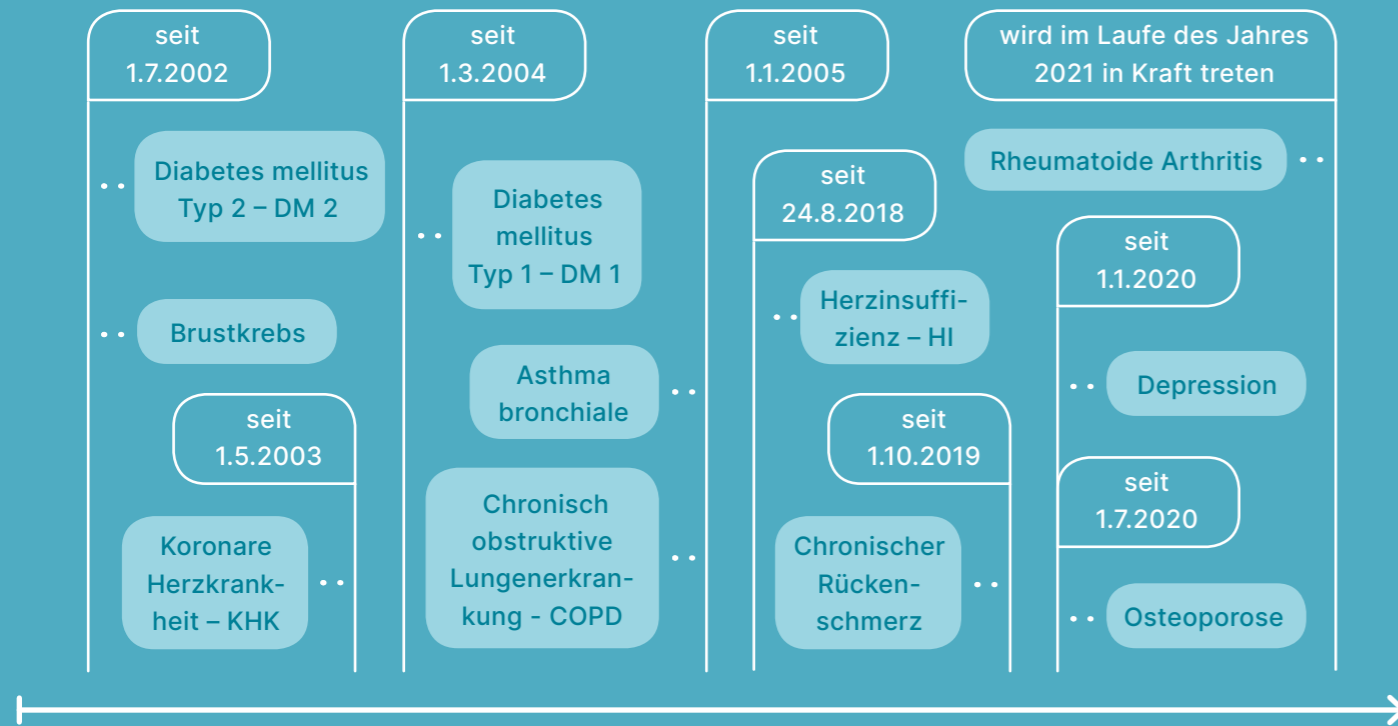 seit
1.7.2002
Diabetes mellitus
Typ 2 – DM 2
Brustkrebs
seit
1.5.2003
Koronare
Herzkrank-
heit – KHK
seit
1.3.2004
Diabetes
mellitus
Typ 1 – DM 1
seit
1.1.2005
Asthma
bronchiale
Chronisch
obstruktive
Lungenerkran-
kung - COPD
seit
24.8.2018
Herzinsuffi-
zienz – HI
seit
1.10.2019
Chronischer
Rücken-
schmerz
seit
1.1.2020
Depression
seit
1.7.2020
Osteoporose
wird im Laufe des Jahres
2021 in Kraft treten
Rheumatoide Arthritis